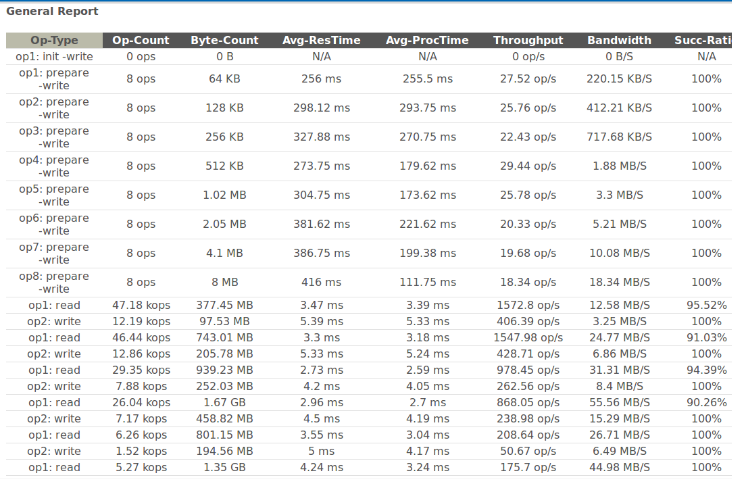 General Report
Op-Type Op-Count Byte-Count Avg-ResTime Avg-ProcTime Throughput Bandwidth Succ-Ratio
op1: init -write 0 ops 0 B N/A N/A 0 op/s 0 B/S N/A
op1: prepare -write 8 ops 64 KB 256 ms 255.5 ms 27.52 op/s 220.15 KB/S 100%
op2: prepare -write 8 ops 128 KB 298.12 ms 293.75 ms 25.76 op/s 412.21 KB/S 100%
op3: prepare -write 8 ops 256 KB 327.88 ms 270.75 ms 22.43 op/s 717.68 KB/S 100%
op4: prepare -write 8 ops 512 KB 273.75 ms 179.62 ms 29.44 op/s 1.88 MB/S 100%
op5: prepare -write 8 ops 1.02 MB 304.75 ms 173.62 ms 25.78 op/s 3.3 MB/S 100%
op6: prepare -write 8 ops 2.05 MB 381.62 ms 221.62 ms 20.33 op/s 5.21 MB/S 100%
op7: prepare -write 8 ops 4.1 MB 386.75 ms 199.38 ms 19.68 op/s 10.08 MB/S 100%
op8: prepare -write 8 ops 8 MB 416 ms 111.75 ms 18.34 op/s 18.34 MB/S 100%
op1: read 47.18 kops 377.45 MB 3.47 ms 3.39 ms 1572.8 op/s 12.58 MB/S 95.52%
op2: write 12.19 kops 97.53 MB 5.39 ms 5.33 ms 406.39 op/s 3.25 MB/S 100%
op1: read 46.44 kops 743.01 MB 3.3 ms 3.18 ms 1547.98 op/s 24.77 MB/S 91.03%
op2: write 12.86 kops 205.78 MB 5.33 ms 5.24 ms 428.71 op/s 6.86 MB/S 100%
op1: read 29.35 kops 939.23 MB 2.73 ms 2.59 ms 978.45 op/s 31.31 MB/S 94.39%
op2: write 7.88 kops 252.03 MB 4.2 ms 4.05 ms 262.56 op/s 8.4 MB/S 100%
op1: read 26.04 kops 1.67 GB 2.96 ms 2.7 ms 868.05 op/s 55.56 MB/S 90.26%
op2: write 7.17 kops 458.82 MB 4.5 ms 4.19 ms 238.98 op/s 15.29 MB/S 100%
op1: read 6.26 kops 801.15 MB 3.55 ms 3.04 ms 208.64 op/s 26.71 MB/S 100%
op2: write 1.52 kops 194.56 MB 5 ms 4.17 ms 50.67 op/s 6.49 MB/S 100%
op1: read 5.27 kops 1.35 GB 4.24 ms 3.24 ms 175.7 op/s 44.98 MB/S 100%